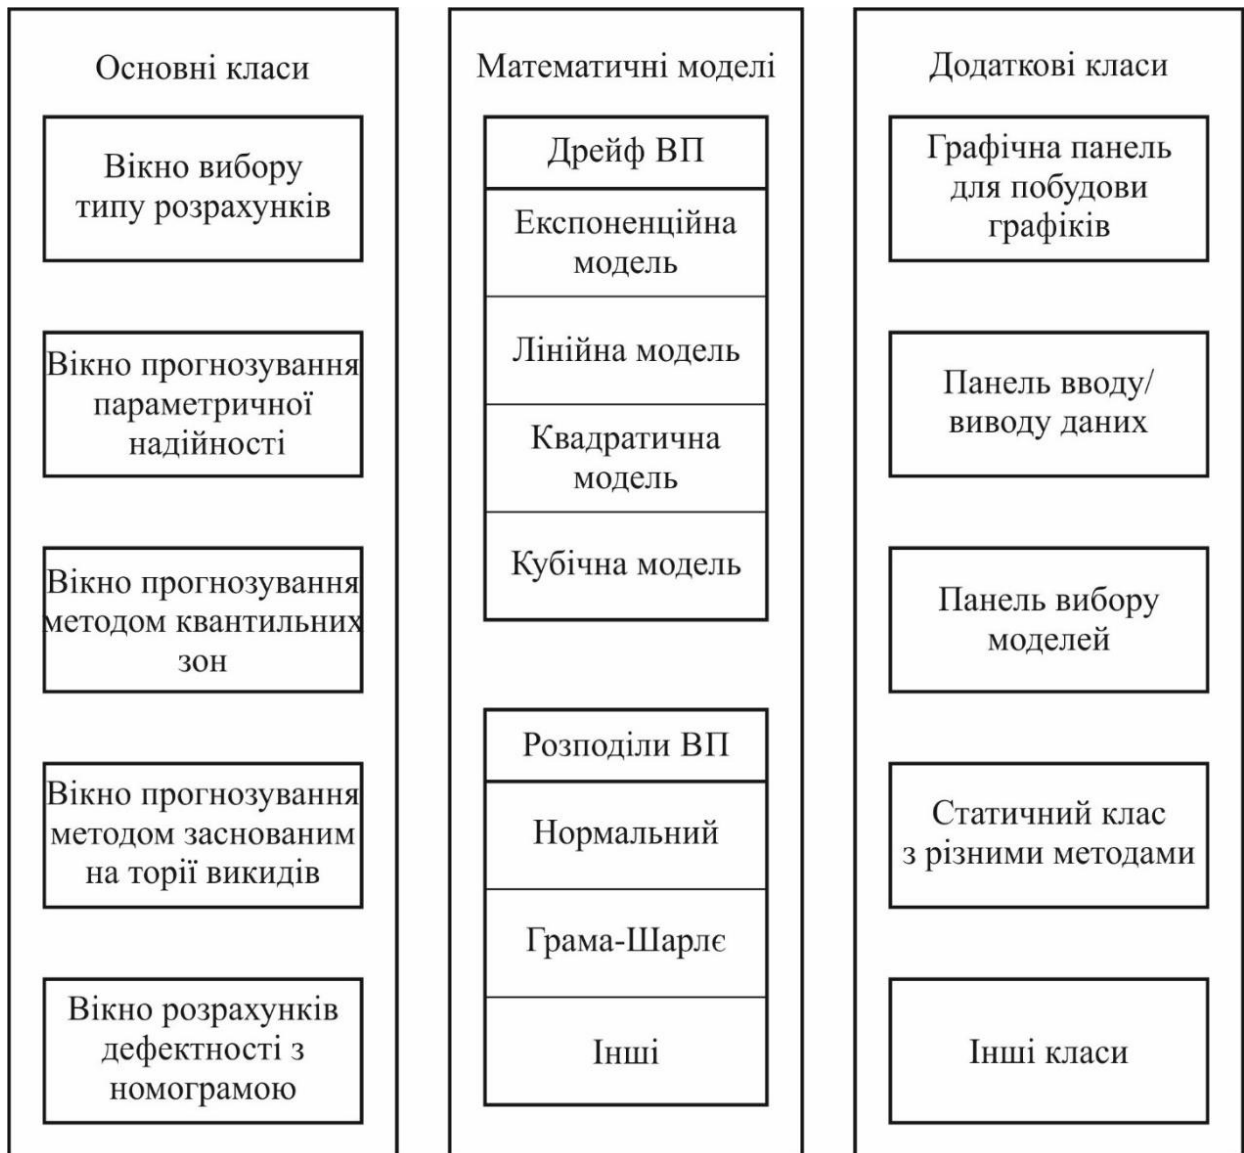 Основні класи
Вікно вибору
типу розрахунків
Вікно прогнозування
параметричної
надійності
Вікно прогнозування
методом квантильних
зон
Вікно прогнозування
методом заснованим
на торії викидів
Вікно розрахунків
дефектності з
номограмою
Математичні моделі
Дрейф ВП
Експоненційна
модель
Лінійна модель
Квадратична
модель
Кубічна модель
Розподіли ВП
Нормальний
Грама-Шарлє
Інші
Додаткові класи
Графічна панель
для побудови
графіків
Панель вводу/
виводу даних
Панель вибору
моделей
Статичний клас
з різними методами
Інші класи